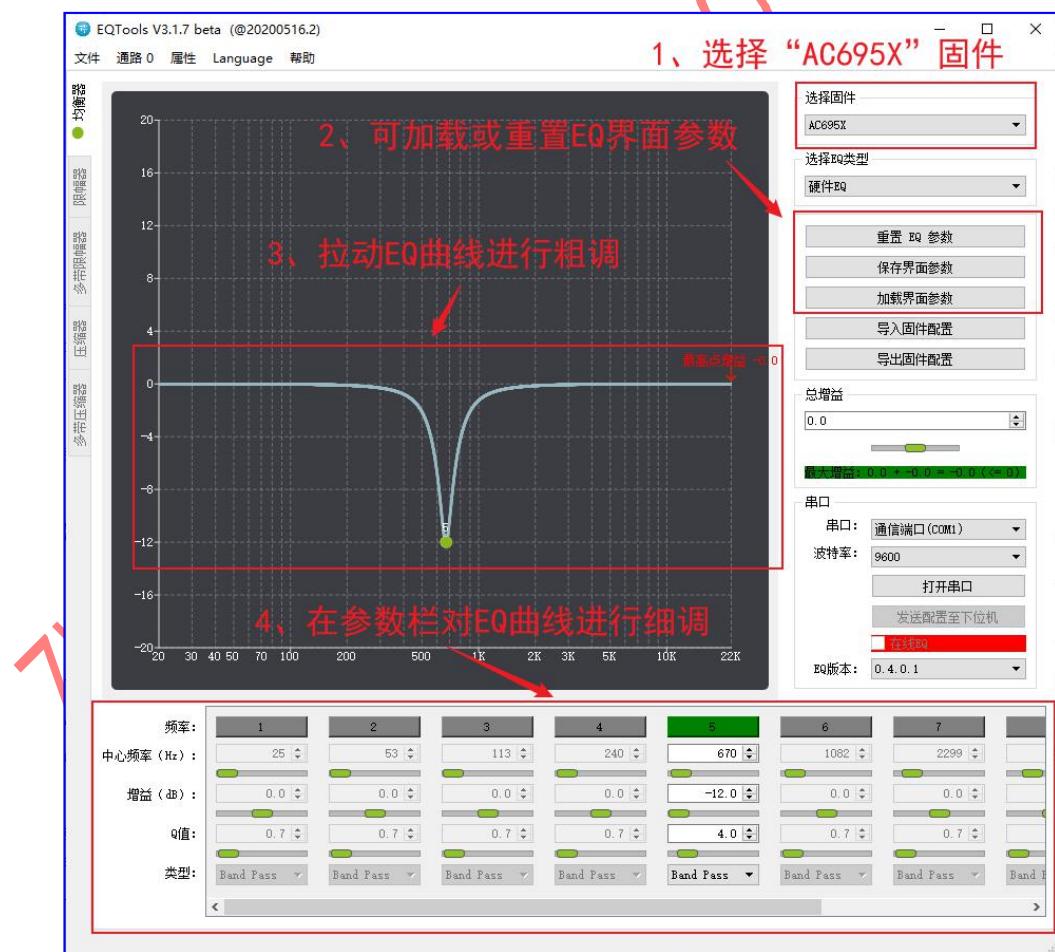 EQTools V3.1.7 beta (@20200516.2)
文件 通路 0 属性 Language 帮助
1、选择“AC695X”固件
均衡器
限幅器
多带限幅器
压缩器
多带压缩器
2、可加载或重置EQ界面参数
3、拉动EQ曲线进行粗调
4、在参数栏对EQ曲线进行细调
20
16
12
8
4
0
-4
-8
-12
-16
-20
最高点增益 -0.0
5
20 30 40 50 70 100 200 500 1K 2K 3K 5K 10K 22K
选择固件
AC695X
选择EQ类型
硬件EQ
重置 EQ 参数
保存界面参数
加载界面参数
导入固件配置
导出固件配置
总增益
0.0
最大增益: 0.0 + -0.0 = -0.0 (<= 0)
串口
串口: 通信端口(COM1)
波特率: 9600
打开串口
发送配置至下位机
在线EQ
EQ版本: 0.4.0.1
频率: 1 2 3 4 5 6 7
中心频率(Hz): 25 53 113 240 670 1082 2299
增益(dB): 0.0 0.0 0.0 0.0 -12.0 0.0 0.0
Q值: 0.7 0.7 0.7 0.7 4.0 0.7 0.7
类型: Band Pass Band Pass Band Pass Band Pass Band Pass Band Pass Band Pass Band